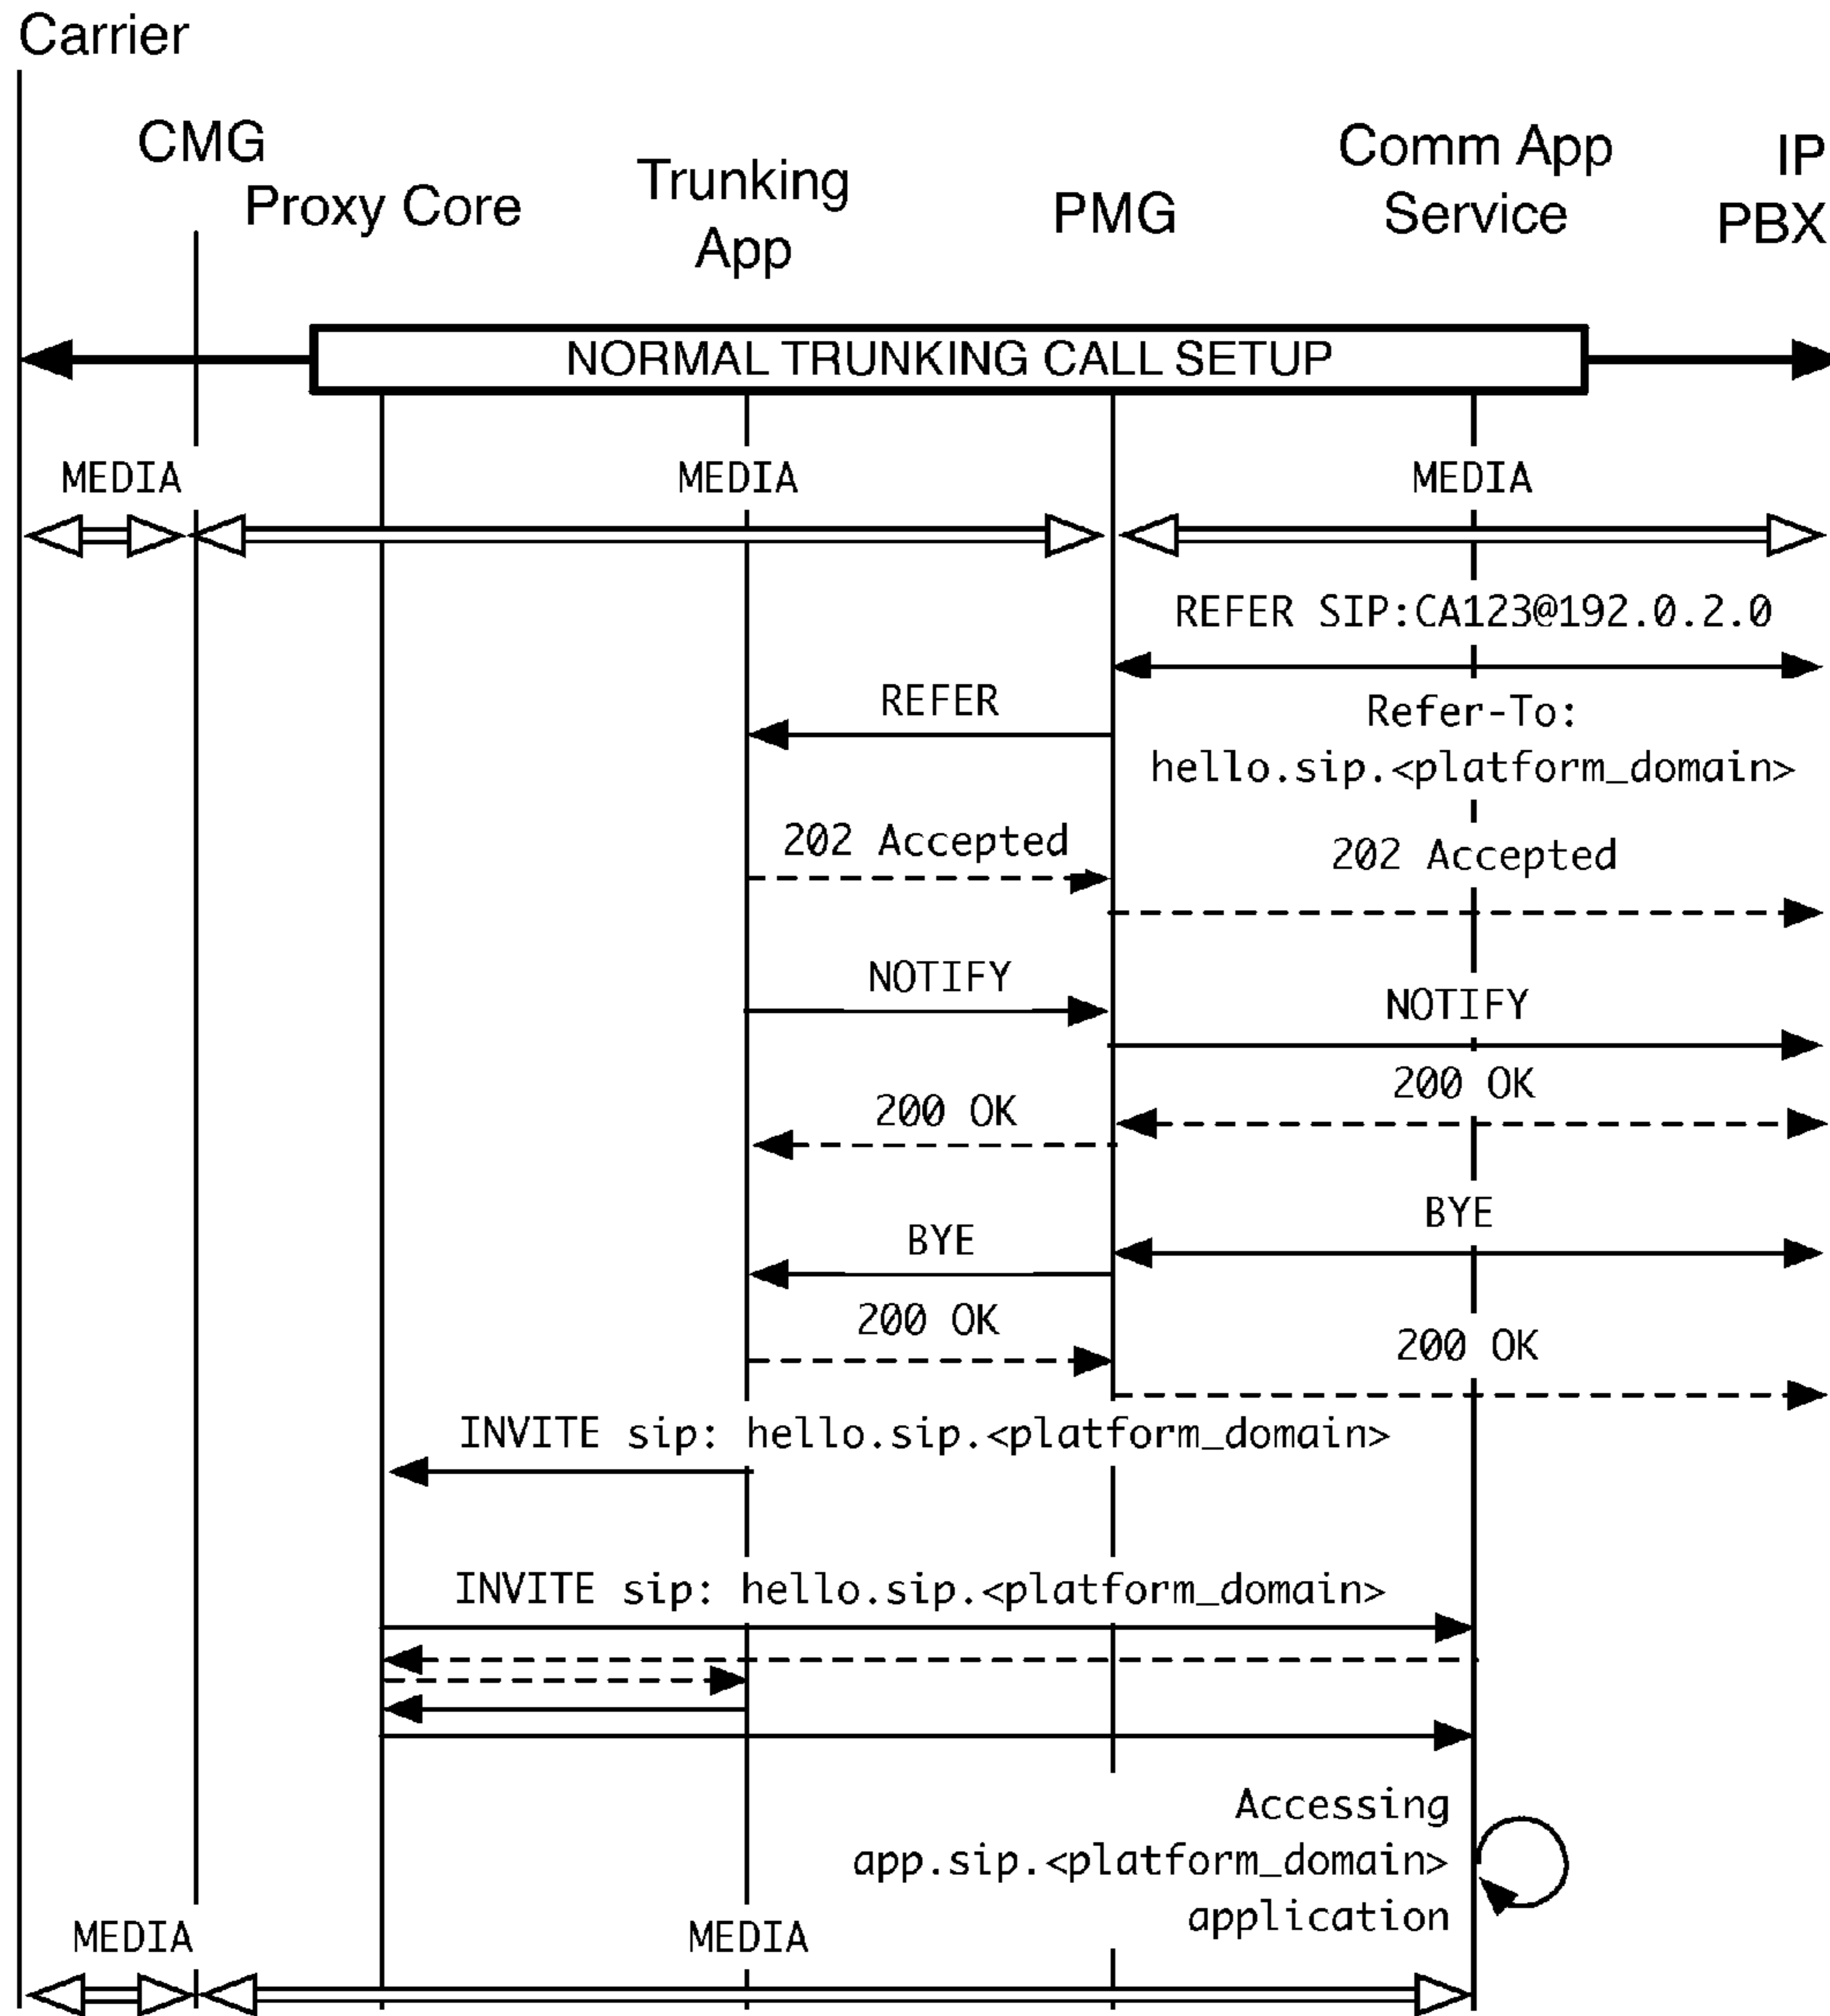 Carrier
CMG
Proxy Core
Trunking
App
PMG
Comm App
Service
IP
PBX
NORMAL TRUNKING CALL SETUP
MEDIA
MEDIA
MEDIA
REFER SIP:CA123@192.0.2.0
REFER
Refer-To:
hello.sip.<platform_domain>
202 Accepted
202 Accepted
NOTIFY
NOTIFY
200 OK
200 OK
BYE
BYE
200 OK
200 OK
INVITE sip: hello.sip.<platform_domain>
INVITE sip: hello.sip.<platform_domain>
Accessing
app.sip.<platform_domain>
application
MEDIA
MEDIA